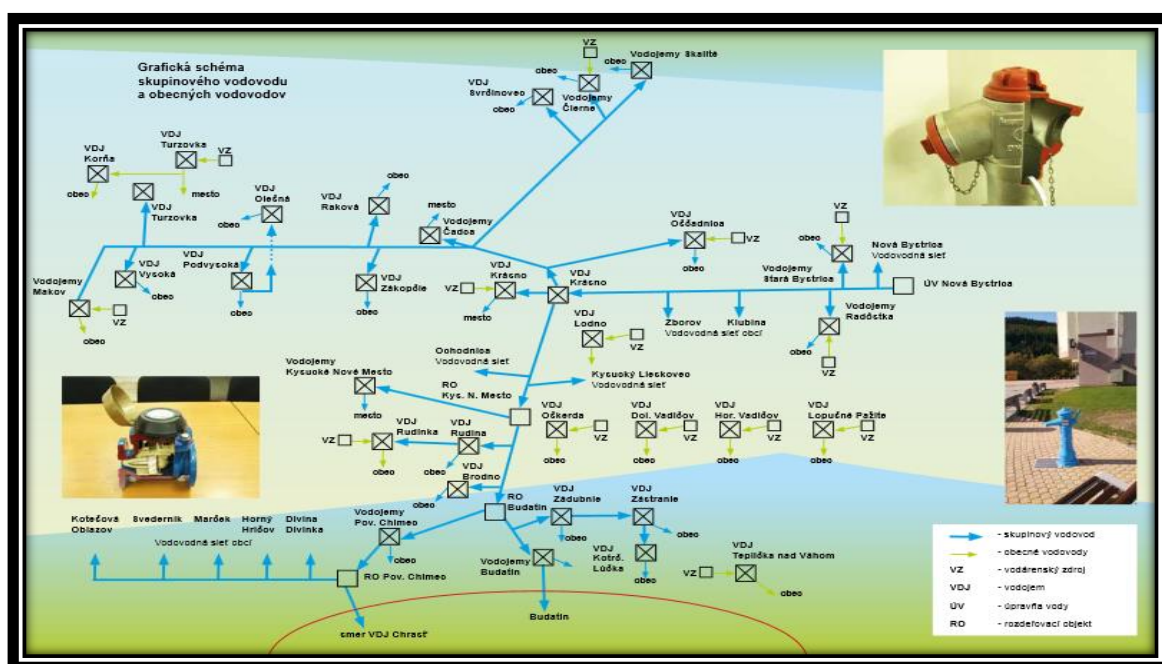 Grafická schéma
skupinového vodovodu
a obecných vodovodov
VZ
obec
Vodojemy Skalité
VDJ
Svrčinovec
obec
obec
Vodojemy
Čierne
VDJ
Korňa
VDJ
Turzovka
VZ
obec
mesto
VDJ
Turzovka
VDJ
Olešná
obec
VDJ
Raková
obec
mesto
Vodojemy
Čadca
VDJ
Oščadnica
VZ
obec
VZ
obec
Vodojemy
Stará Bystrica
Nová Bystrica
Vodovodná sieť
ÚV Nová Bystrica
Vodojemy
Makov
VZ
obec
VDJ
Vysoká
obec
VDJ
Podvysoká
obec
VDJ
Zákopčie
obec
VDJ
Krásno
VZ
mesto
VDJ
Krásno
Zborov
Klubina
Vodovodná sieť obcí
Vodojemy
Radôstka
obec
VZ
VDJ
Lodno
VZ
obec
Ochodnica
Vodovodná sieť
Kysucký Lieskovec
Vodovodná sieť
Vodojemy
Kysucké Nové Mesto
mesto
RO
Kys. N. Mesto
VDJ
Oškerda
VZ
obec
VDJ
Dol. Vadičov
VZ
obec
VDJ
Hor. Vadičov
VZ
obec
VDJ
Lopušné Pažite
VZ
obec
VZ
VDJ
Rudinka
obec
VDJ
Rudina
obec
VDJ
Brodno
obec
RO
Budatín
VDJ
Zádubnie
obec
VDJ
Zástranie
obec
VDJ
Kotrč.
Lúčka
obec
Vodojemy
Pov. Chlmec
obec
Vodojemy
Budatín
Budatín
VDJ
Teplička nad Váhom
VZ
obec
Kotešová
Oblazov
Svederník
Marček
Horný
Hričov
Divina
Divinka
Vodovodná sieť obcí
RO Pov. Chlmec
smer VDJ Chrasť
- skupinový vodovod
- obecné vodovody
VZ - vodárenský zdroj
VDJ - vodojem
ÚV - úpravňa vody
RO - rozdeľovací objekt